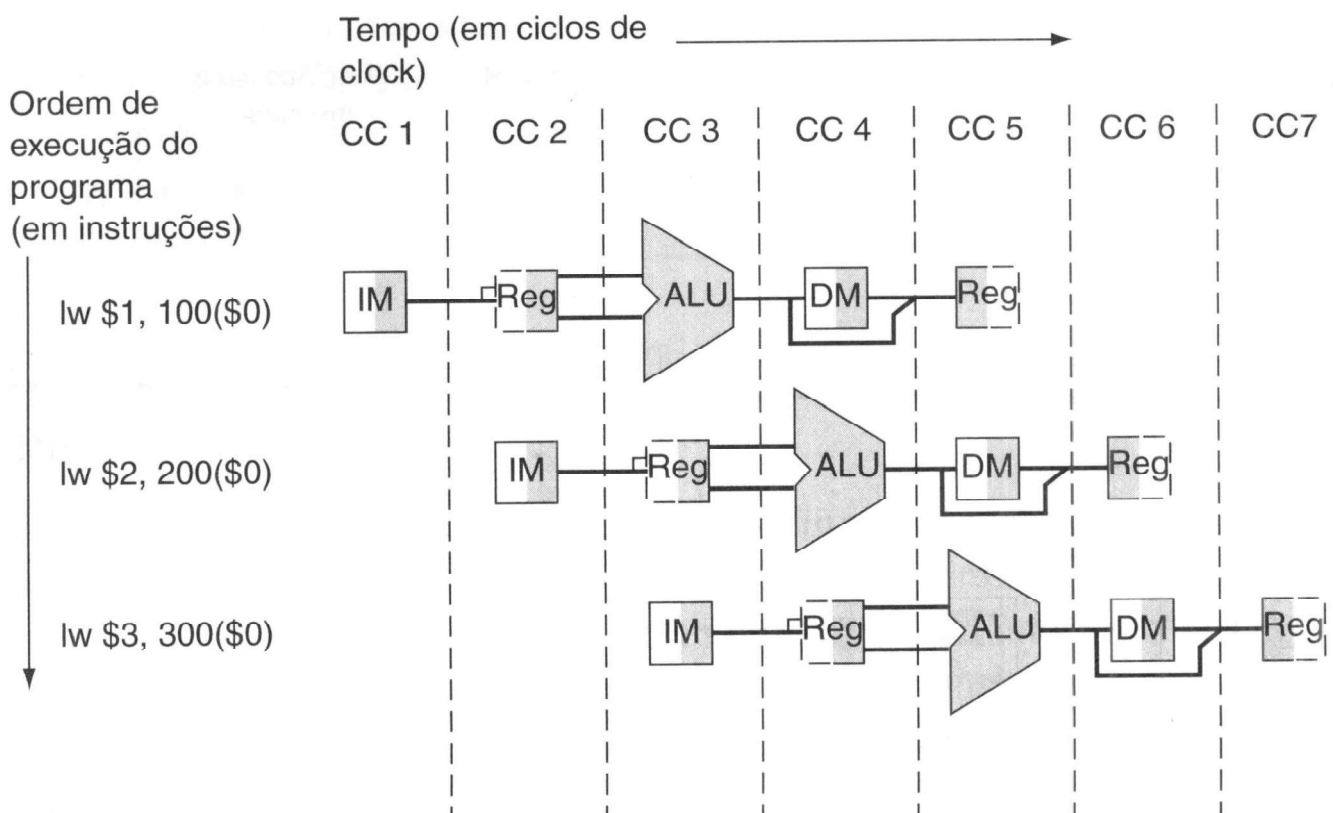 Tempo (em ciclos de
clock)
Ordem de
execução do
programa
(em instruções)
CC 1 CC 2 CC 3 CC 4 CC 5 CC 6 CC7
lw $1, 100($0) IM Reg ALU DM Reg
lw $2, 200($0) IM Reg ALU DM Reg
lw $3, 300($0) IM Reg ALU DM Reg